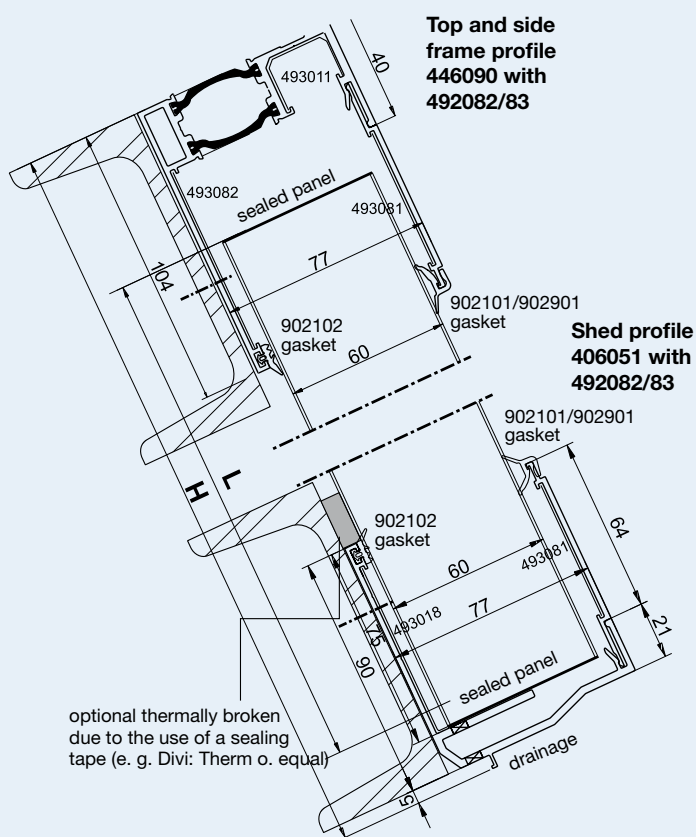 Top and side
frame profile
446090 with
492082/83
40
493011
493082
sealed panel
493081
104
77
902101/902901
gasket
902102
gasket
60
Shed profile
406051 with
492082/83
902101/902901
gasket
L
H
902102
gasket
64
60
493081
77
493018
75
90
21
sealed panel
optional thermally broken
due to the use of a sealing
tape (e. g. Divi: Therm o. equal)
drainage
5